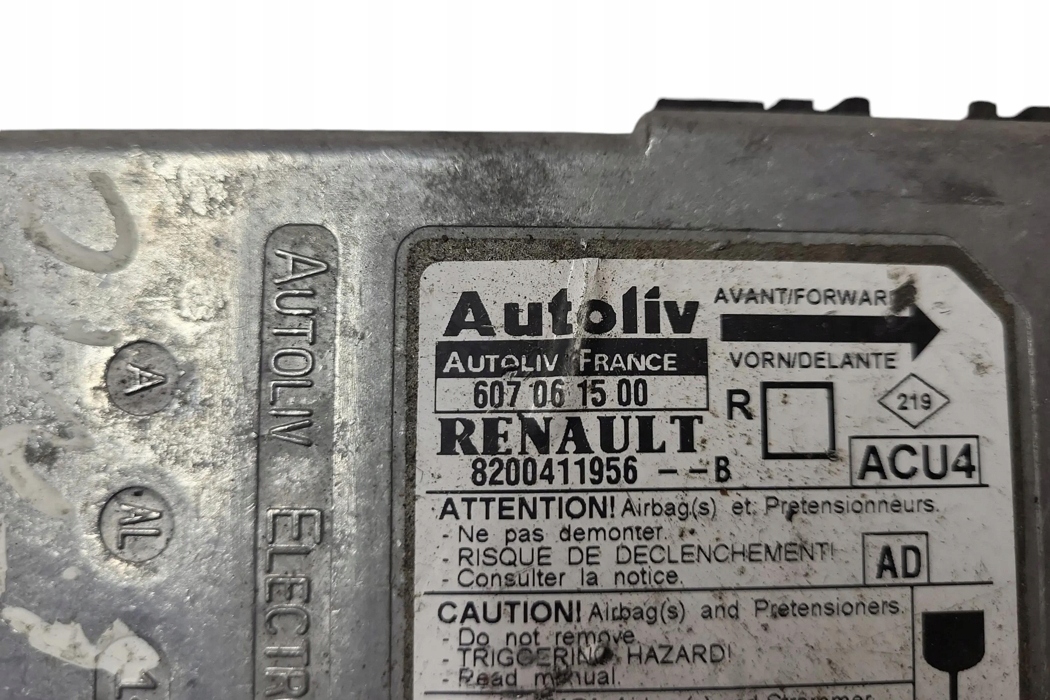 A
AL
AUTOLIV ELECTR
Autoliv
AVANT/FORWAR
AUTOLIV FRANCE
607 06 15 00
VORN/DELANTE
R
219
RENAULT
8200411956 --B
ACU4
ATTENTION! Airbag(s) et Pretensionneurs.
- Ne pas demonter.
- RISQUE DE DECLENCHEMENT!
- Consulter la notice.
AD
CAUTION! Airbag(s) and Pretensioners.
- Do not remove
- TRIGGERING HAZARD!
- Read manual.